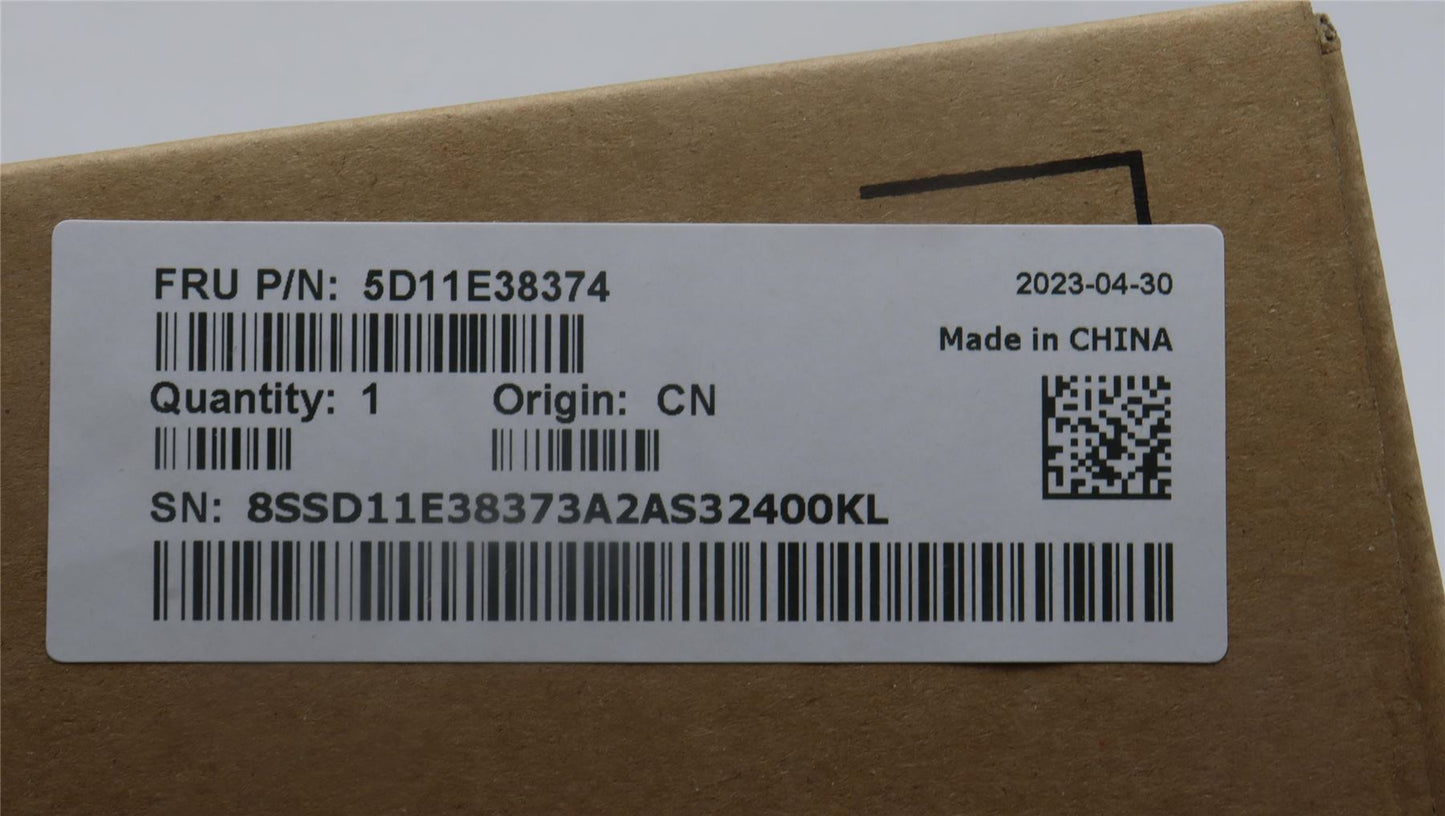 FRU P/N: 5D11E38374
2023-04-30
Made in CHINA
Quantity: 1
Origin: CN
SN: 8SSD11E38373A2AS32400KL